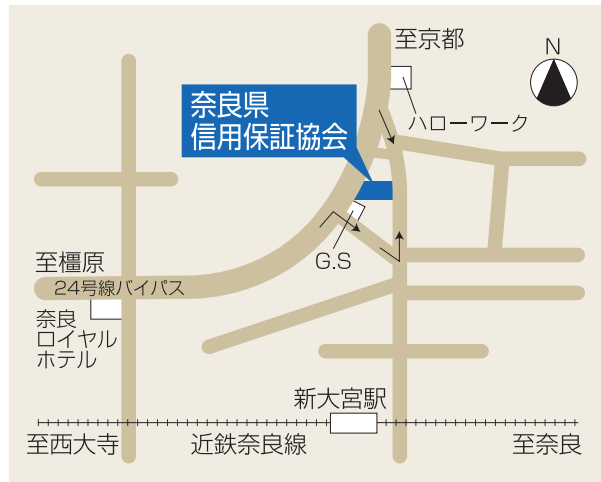 至京都
N
奈良県
信用保証協会
ハローワーク
G.S
至橿原
24号線バイパス
奈良
ロイヤル
ホテル
新大宮駅
至西大寺
近鉄奈良線
至奈良